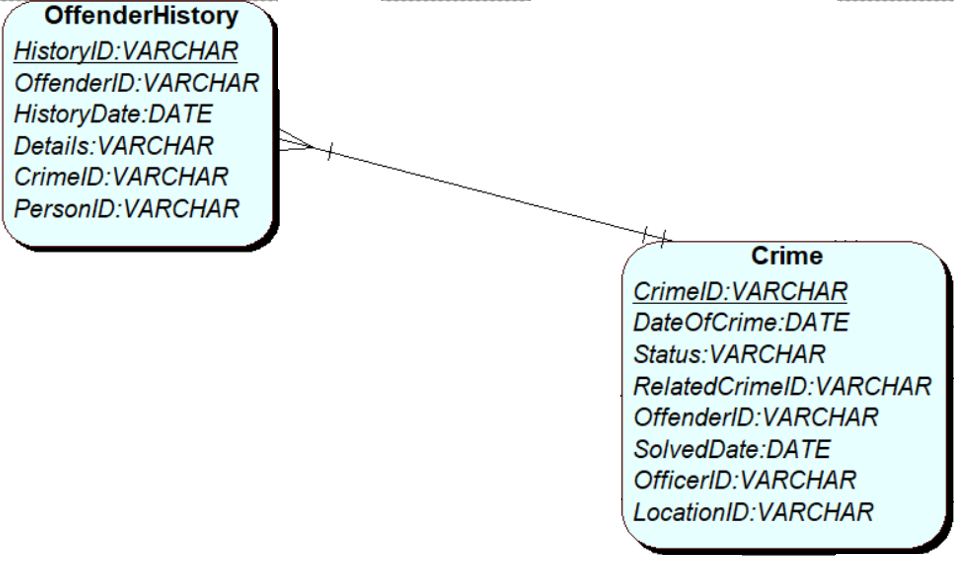 OffenderHistory
HistoryID:VARCHAR
OffenderID:VARCHAR
HistoryDate:DATE
Details:VARCHAR
CrimeID:VARCHAR
PersonID:VARCHAR
Crime
CrimeID:VARCHAR
DateOfCrime:DATE
Status:VARCHAR
RelatedCrimeID:VARCHAR
OffenderID:VARCHAR
SolvedDate:DATE
OfficerID:VARCHAR
LocationID:VARCHAR